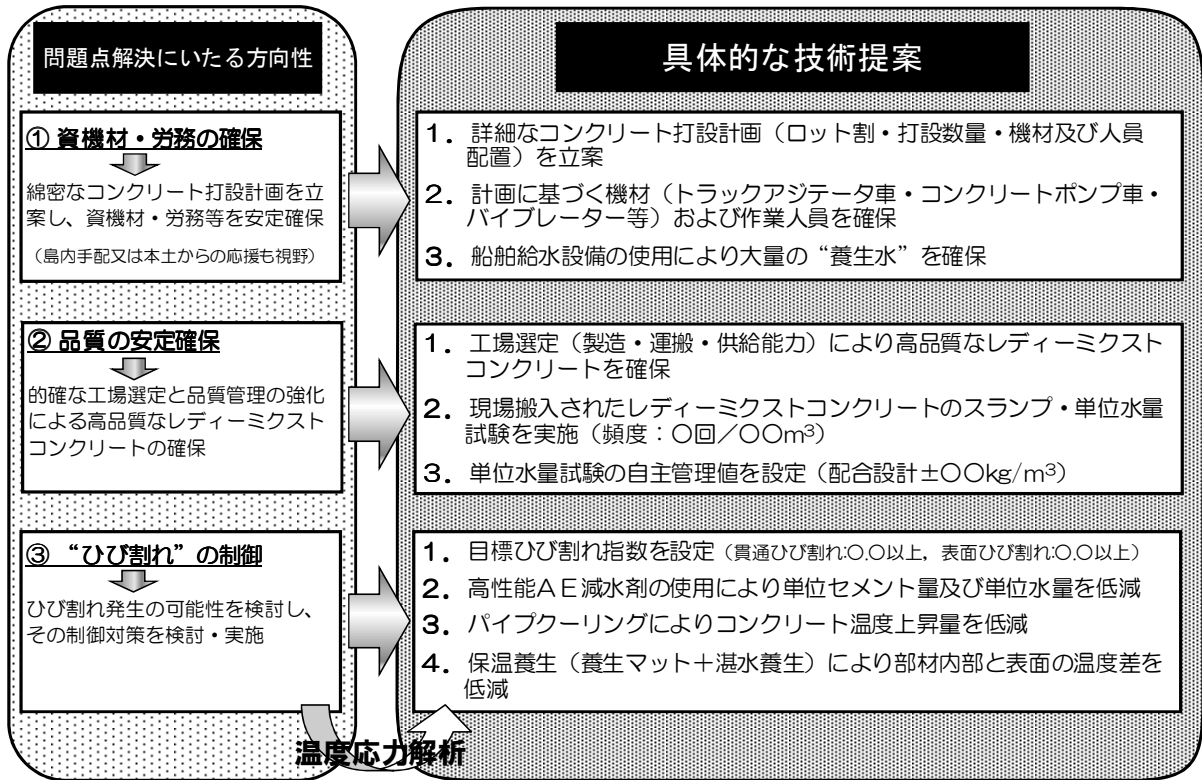 問題点解決にいたる方向性
① 資機材・労務の確保
綿密なコンクリート打設計画を立
案し、資機材・労務等を安定確保
（島内手配又は本土からの応援も視野）
② 品質の安定確保
的確な工場選定と品質管理の強化
による高品質なレディーミクスト
コンクリートの確保
③ “ひび割れ”の制御
ひび割れ発生の可能性を検討し、
その制御対策を検討・実施
具体的な技術提案
1．詳細なコンクリート打設計画（ロット割・打設数量・機材及び人員
配置）を立案
2．計画に基づく機材（トラックアジテータ車・コンクリートポンプ車・
バイブレーター等）および作業人員を確保
3．船舶給水設備の使用により大量の“養生水”を確保
1．工場選定（製造・運搬・供給能力）により高品質なレディーミクスト
コンクリートを確保
2．現場搬入されたレディーミクストコンクリートのスランプ・単位水量
試験を実施（頻度：○回／○○m³）
3．単位水量試験の自主管理値を設定（配合設計±○○kg/m³）
1．目標ひび割れ指数を設定（貫通ひび割れ:○.○以上，表面ひび割れ:○.○以上）
2．高性能ＡＥ減水剤の使用により単位セメント量及び単位水量を低減
3．パイプクーリングによりコンクリート温度上昇量を低減
4．保温養生（養生マット＋湛水養生）により部材内部と表面の温度差を
低減
温度応力解析